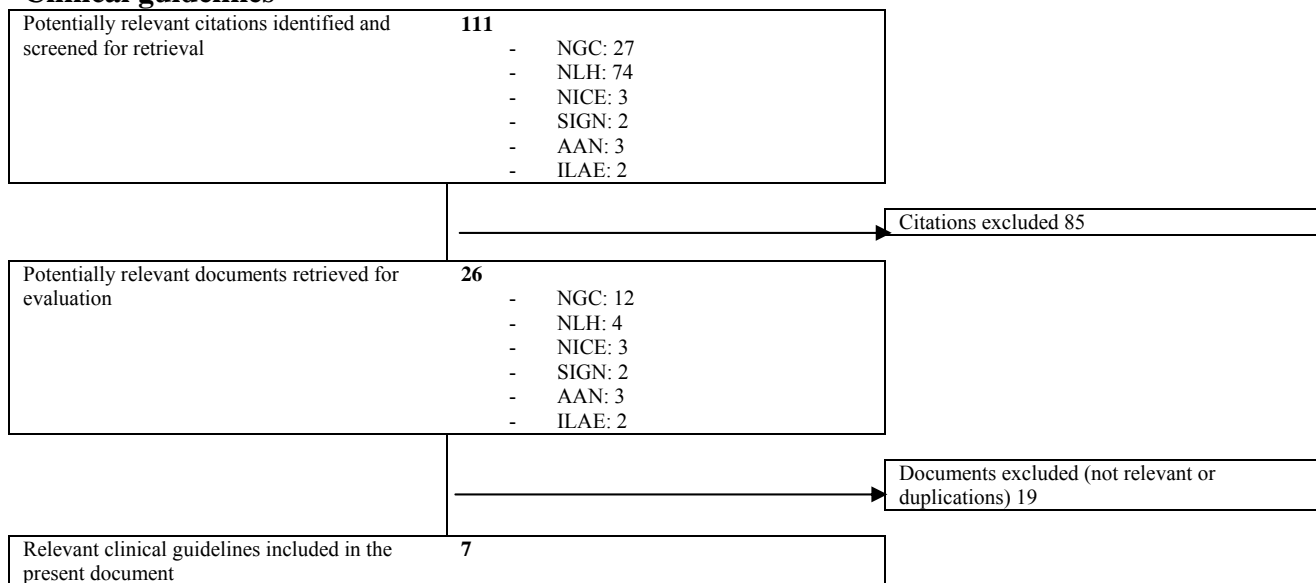 Clinical guidelines
Potentially relevant citations identified and
screened for retrieval
111
- NGC: 27
- NLH: 74
- NICE: 3
- SIGN: 2
- AAN: 3
- ILAE: 2
Citations excluded 85
Potentially relevant documents retrieved for
evaluation
26
- NGC: 12
- NLH: 4
- NICE: 3
- SIGN: 2
- AAN: 3
- ILAE: 2
Documents excluded (not relevant or
duplications) 19
Relevant clinical guidelines included in the
present document
7